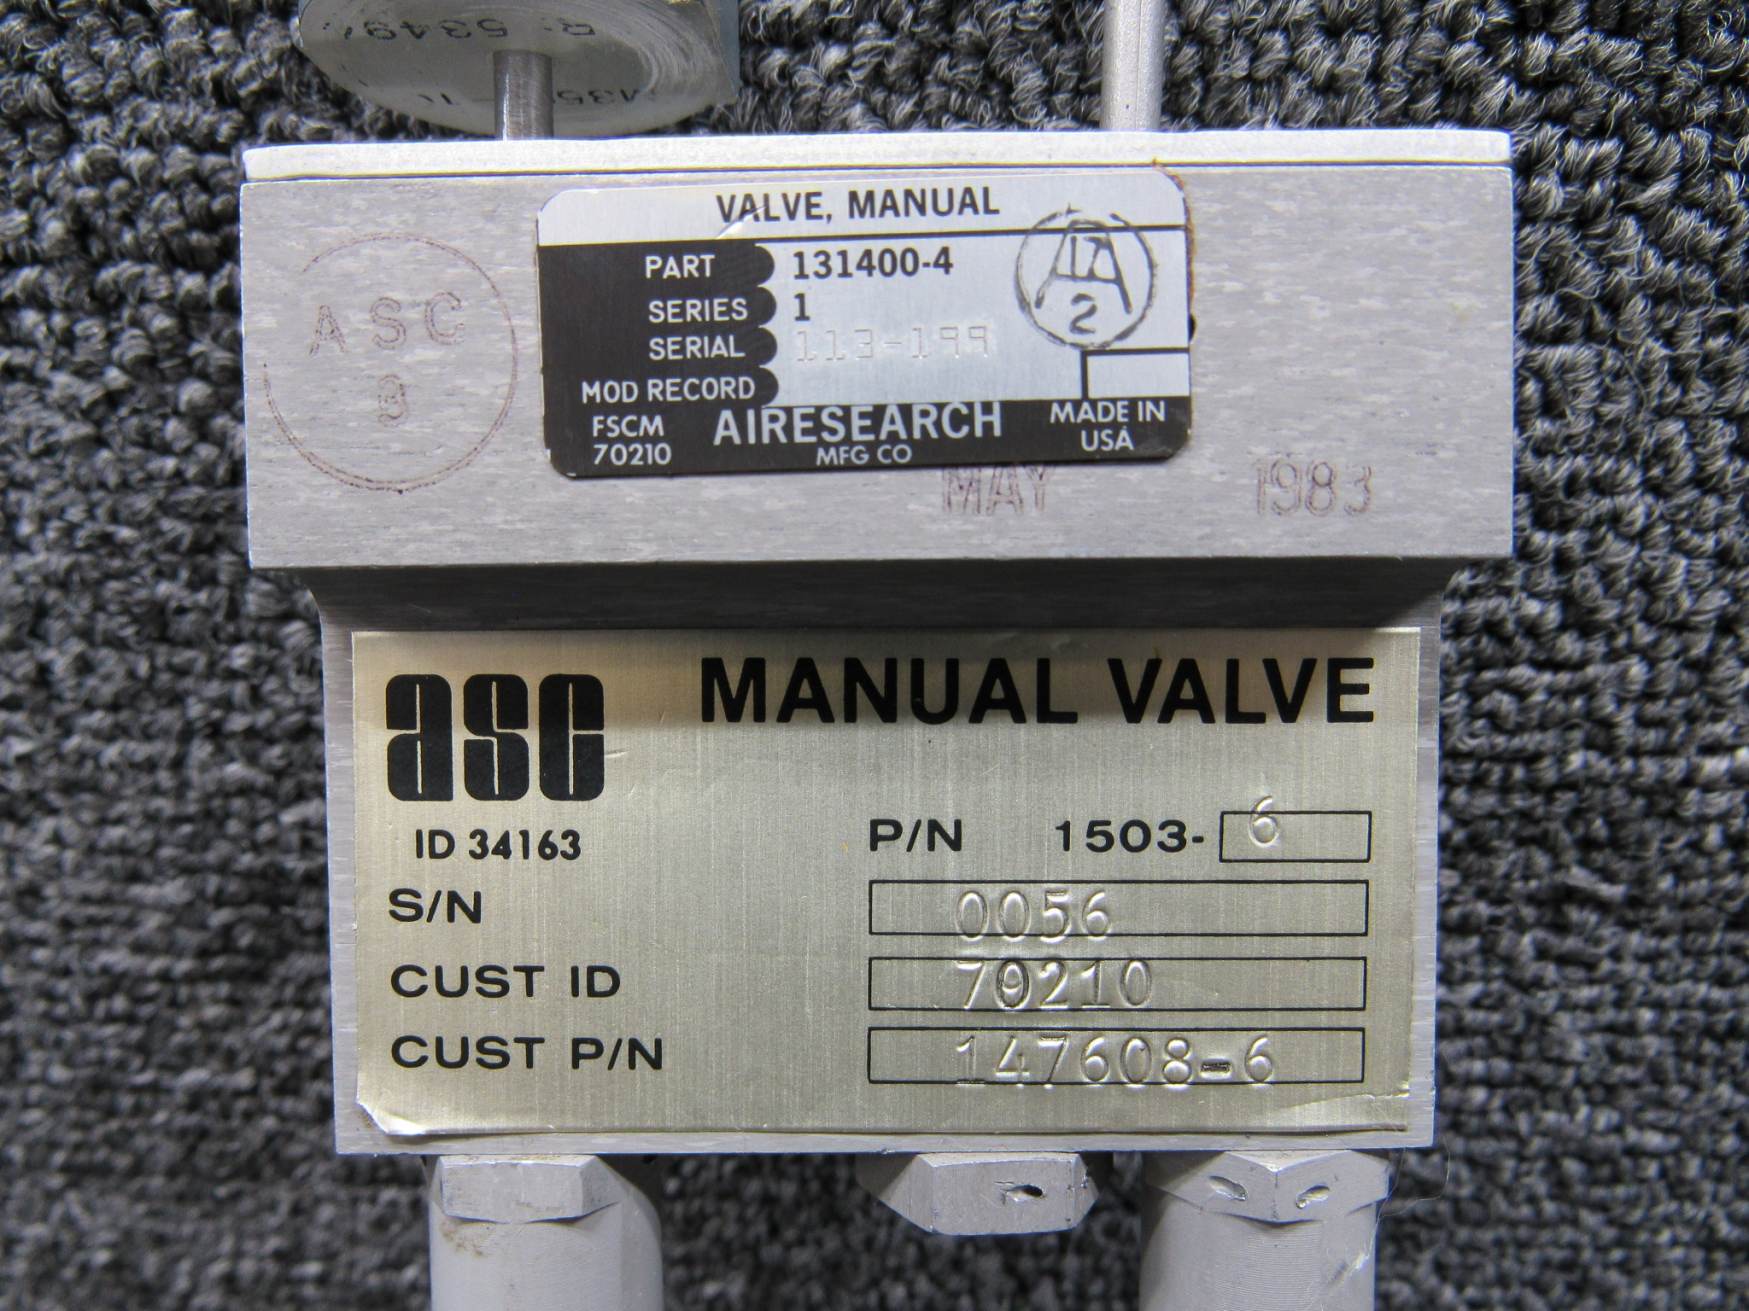 R. 5349
VALVE, MANUAL
PART 131400-4
SERIES 1
SERIAL 113-199
MOD RECORD
FSCM 70210
AIRESEARCH MFG CO
MADE IN USA
2
ASC
8
MAY 1983
asc MANUAL VALVE
ID 34163
P/N 1503-6
S/N 0056
CUST ID 70210
CUST P/N 147608-6